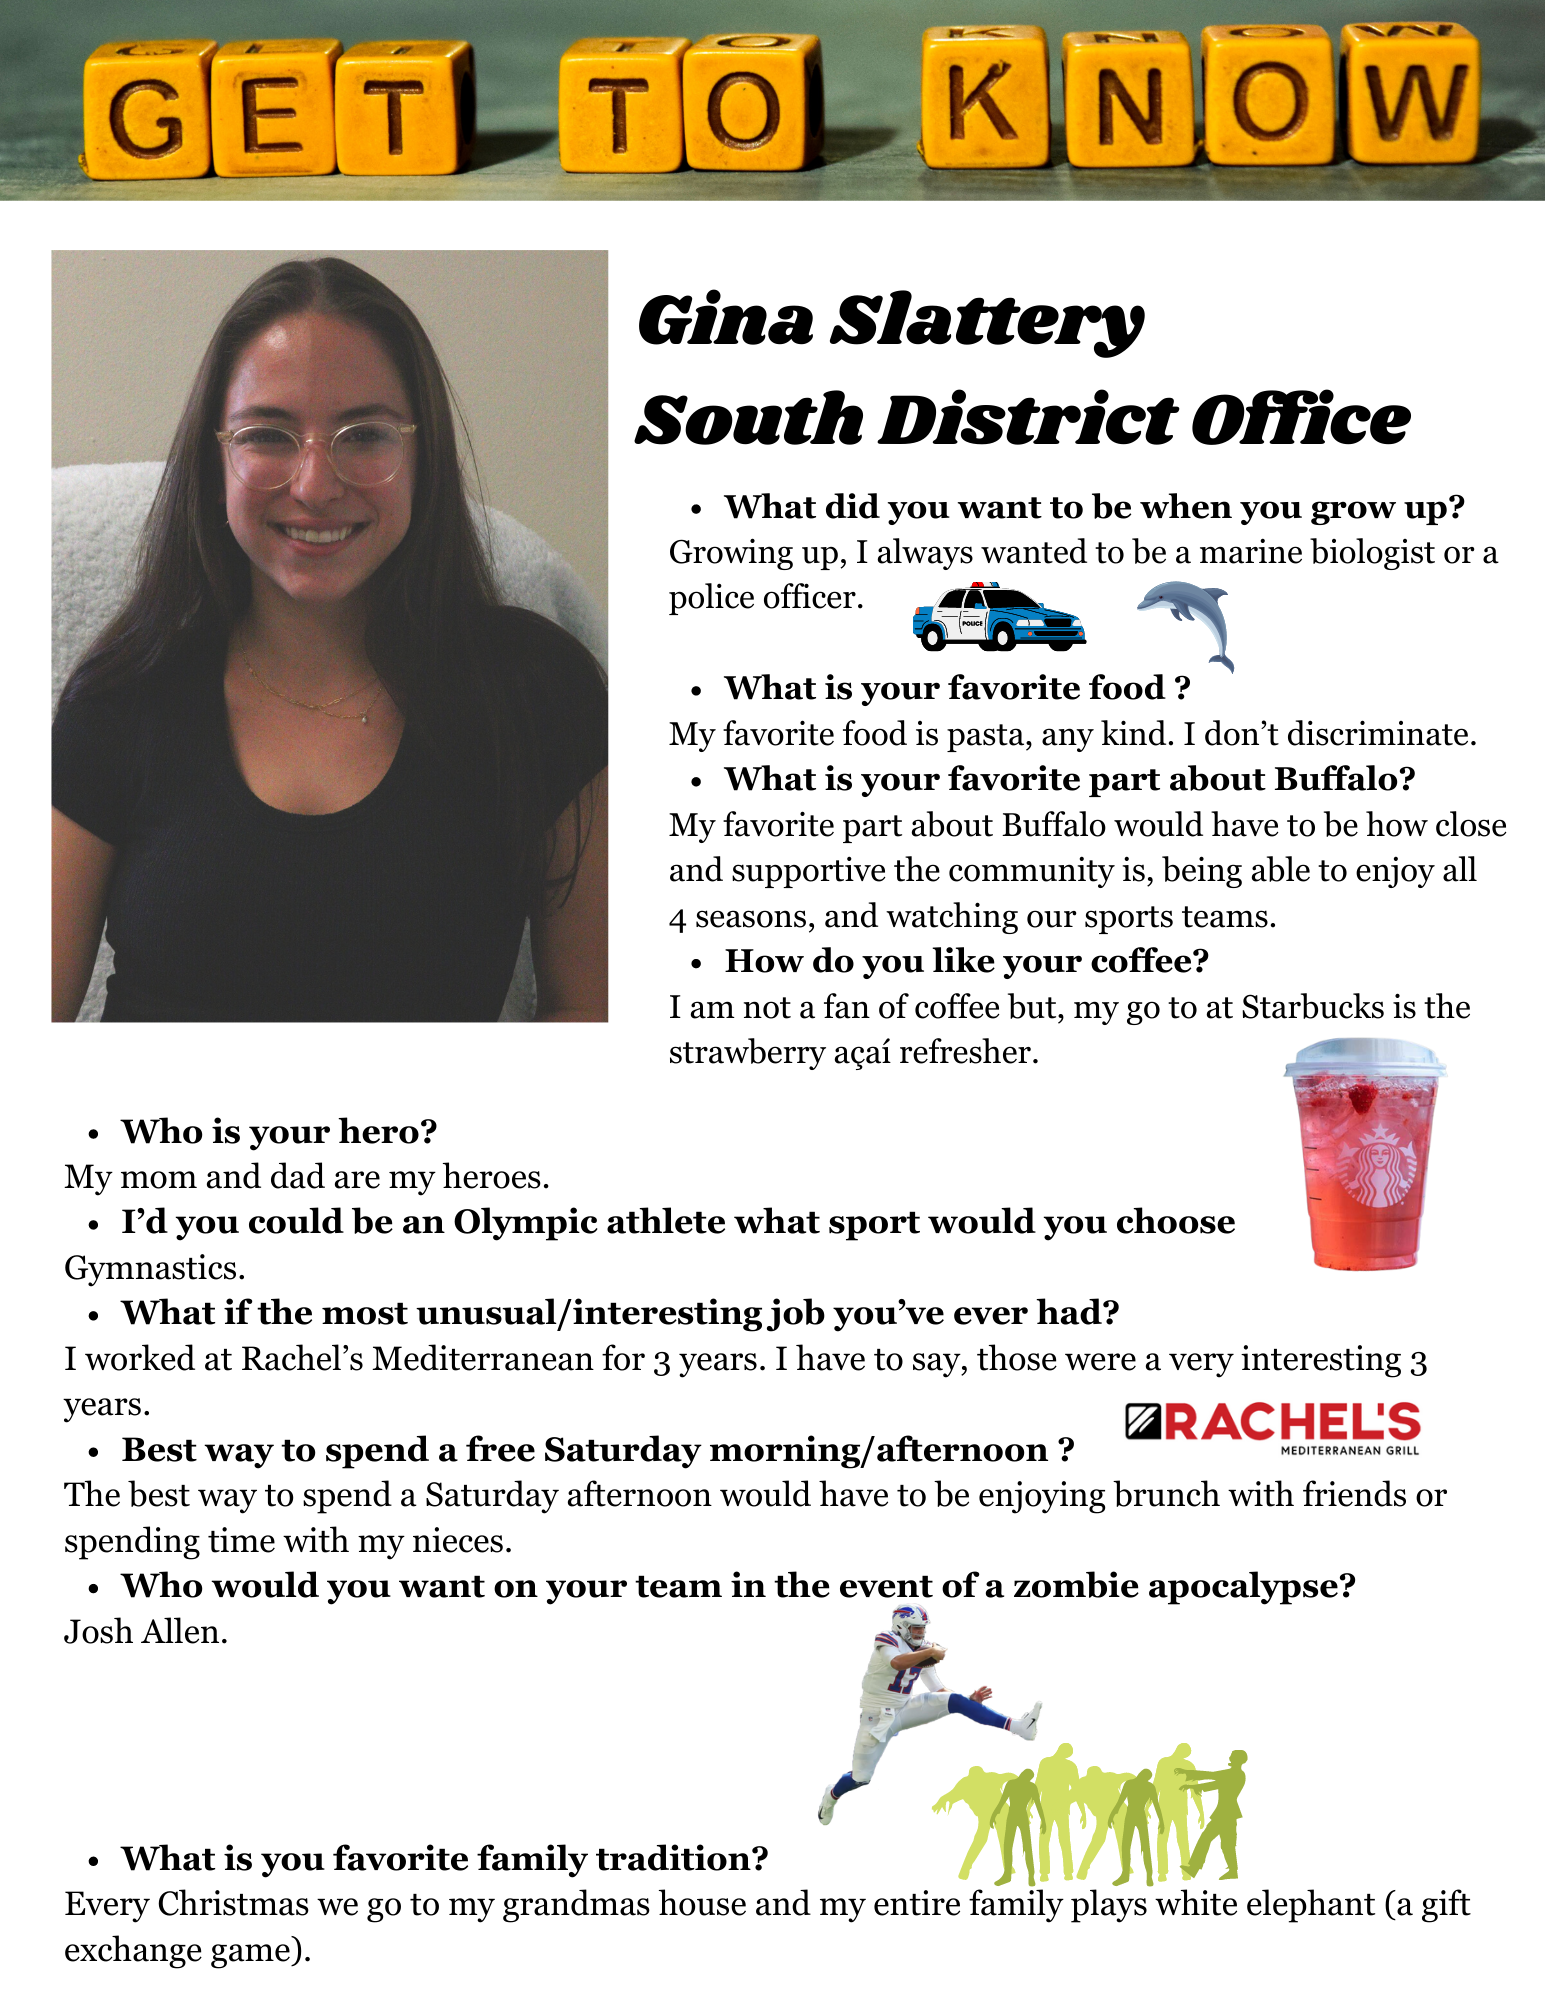 GET TO KNOW
Gina Slattery
South District Office
• What did you want to be when you grow up?
Growing up, I always wanted to be a marine biologist or a
police officer.
POLICE
• What is your favorite food ?
My favorite food is pasta, any kind. I don’t discriminate.
• What is your favorite part about Buffalo?
My favorite part about Buffalo would have to be how close
and supportive the community is, being able to enjoy all
4 seasons, and watching our sports teams.
• How do you like your coffee?
I am not a fan of coffee but, my go to at Starbucks is the
strawberry açaí refresher.
• Who is your hero?
My mom and dad are my heroes.
• I’d you could be an Olympic athlete what sport would you choose
Gymnastics.
• What if the most unusual/interesting job you’ve ever had?
I worked at Rachel’s Mediterranean for 3 years. I have to say, those were a very interesting 3
years.
RACHEL'S
MEDITERRANEAN GRILL
• Best way to spend a free Saturday morning/afternoon ?
The best way to spend a Saturday afternoon would have to be enjoying brunch with friends or
spending time with my nieces.
• Who would you want on your team in the event of a zombie apocalypse?
Josh Allen.
17
• What is you favorite family tradition?
Every Christmas we go to my grandmas house and my entire family plays white elephant (a gift
exchange game).